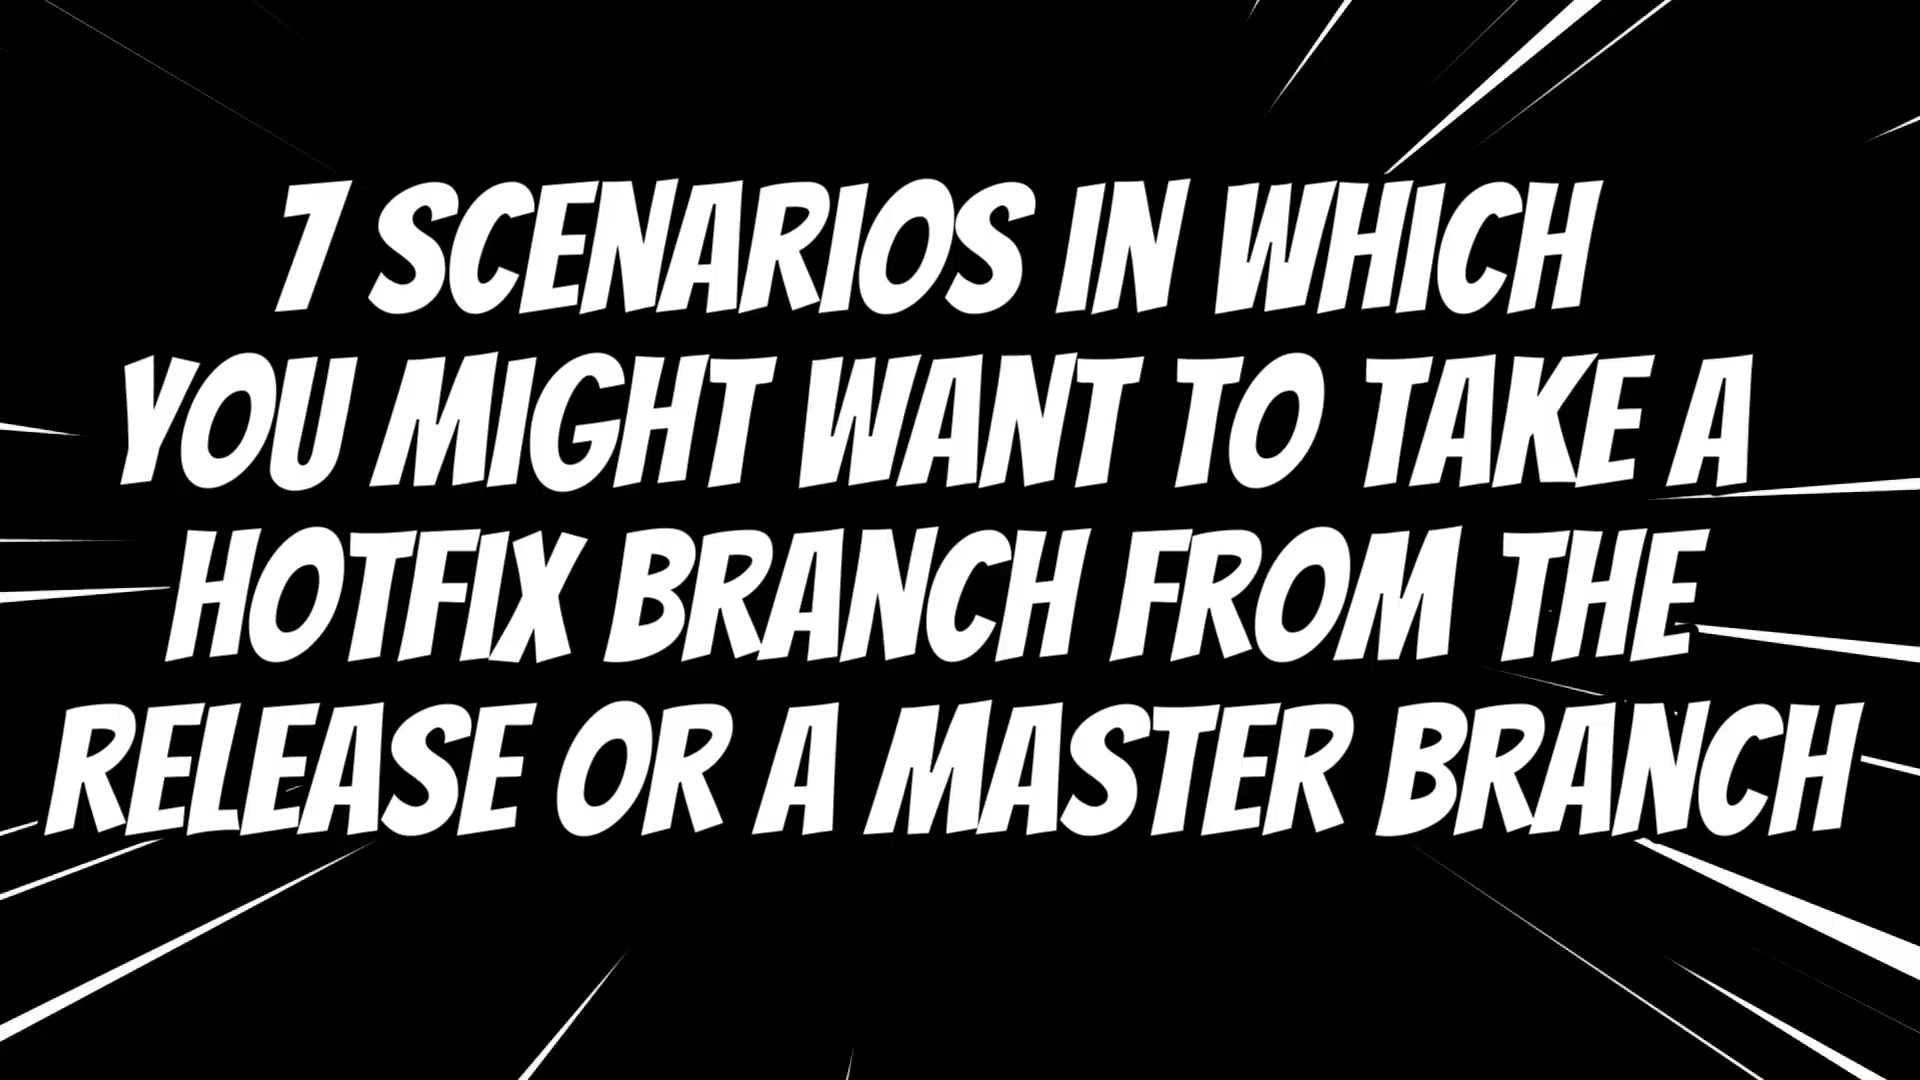 7 SCENARIOS IN WHICH
YOU MIGHT WANT TO TAKE A
HOTFIX BRANCH FROM THE
RELEASE OR A MASTER BRANCH